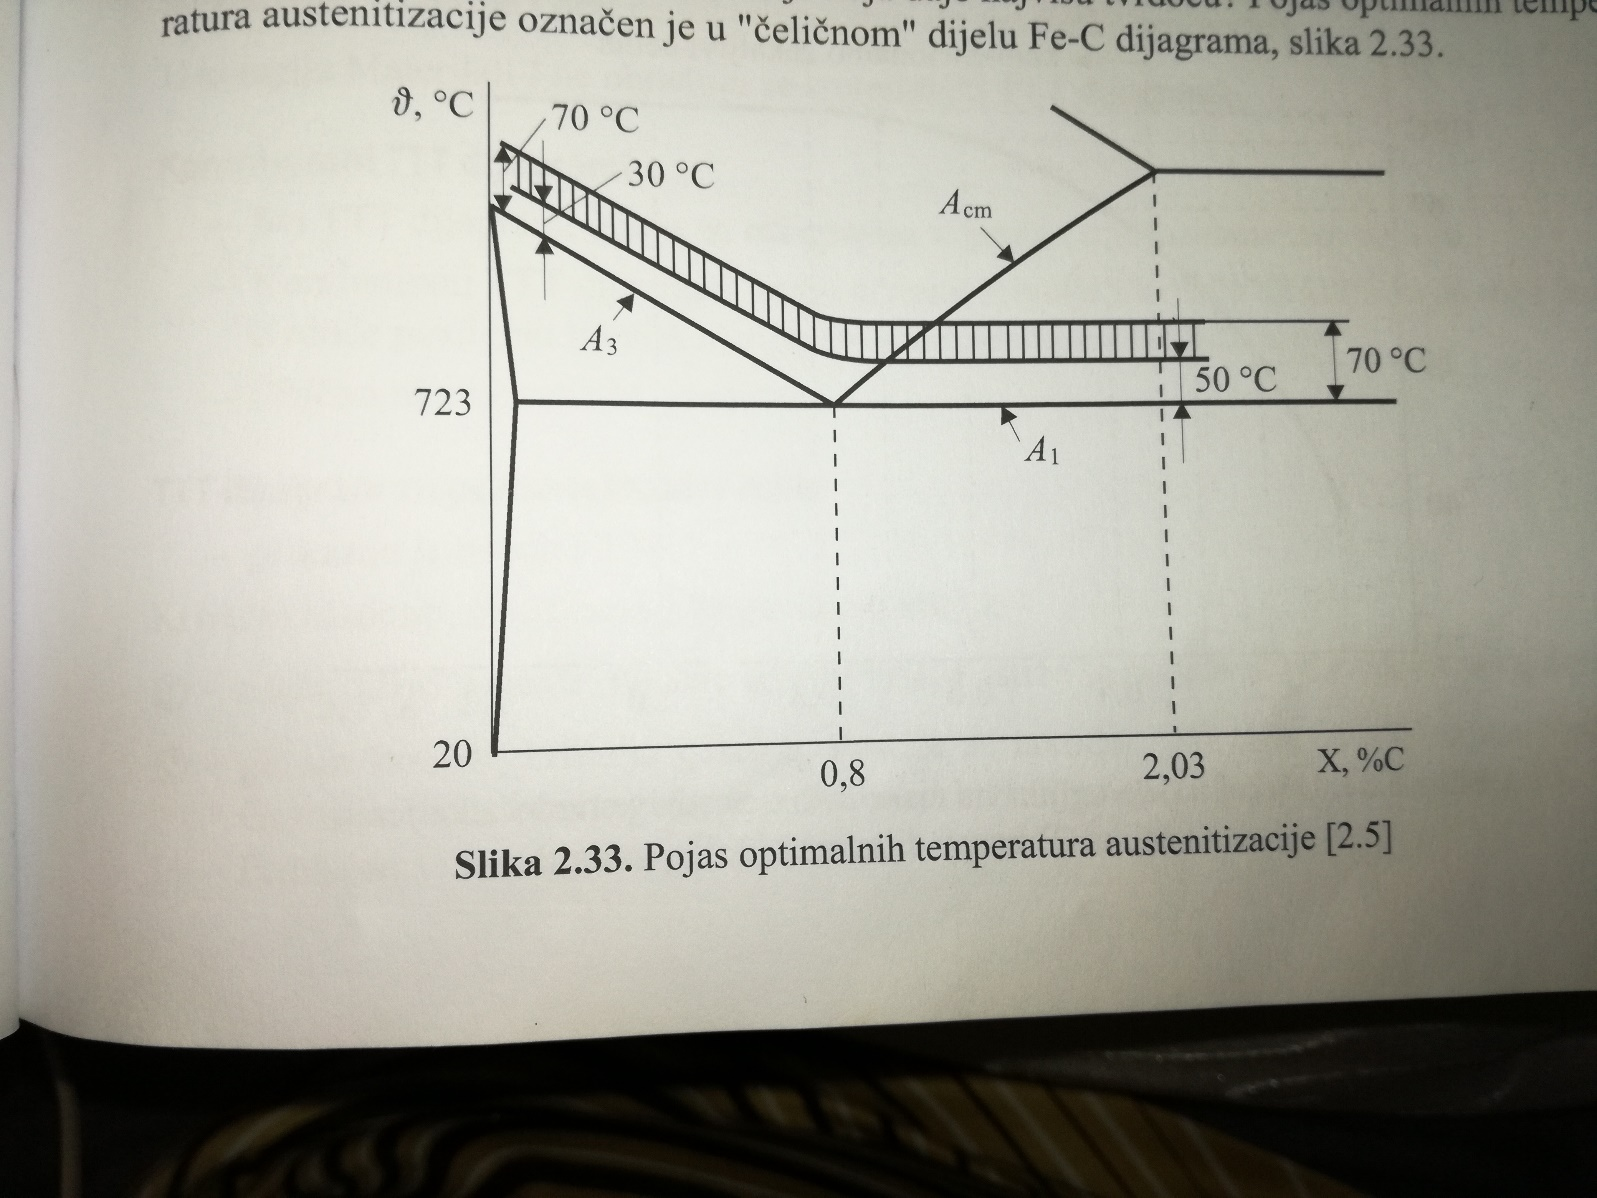 ratura austenitizacije označen je u "čeličnom" dijelu Fe-C dijagrama, slika 2.33.
ϑ, °C
70 °C
30 °C
Acm
A3
70 °C
50 °C
723
A1
20
0,8
2,03
X, %C
Slika 2.33. Pojas optimalnih temperatura austenitizacije [2.5]